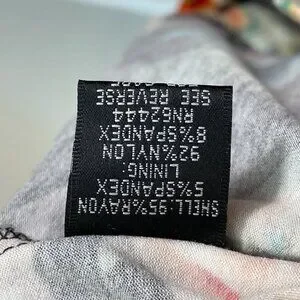 SHELL: 95%RAYON
5%SPANDEX
LINING:
92%NYLON
8%SPANDEX
RN62444
SEE REVERSE